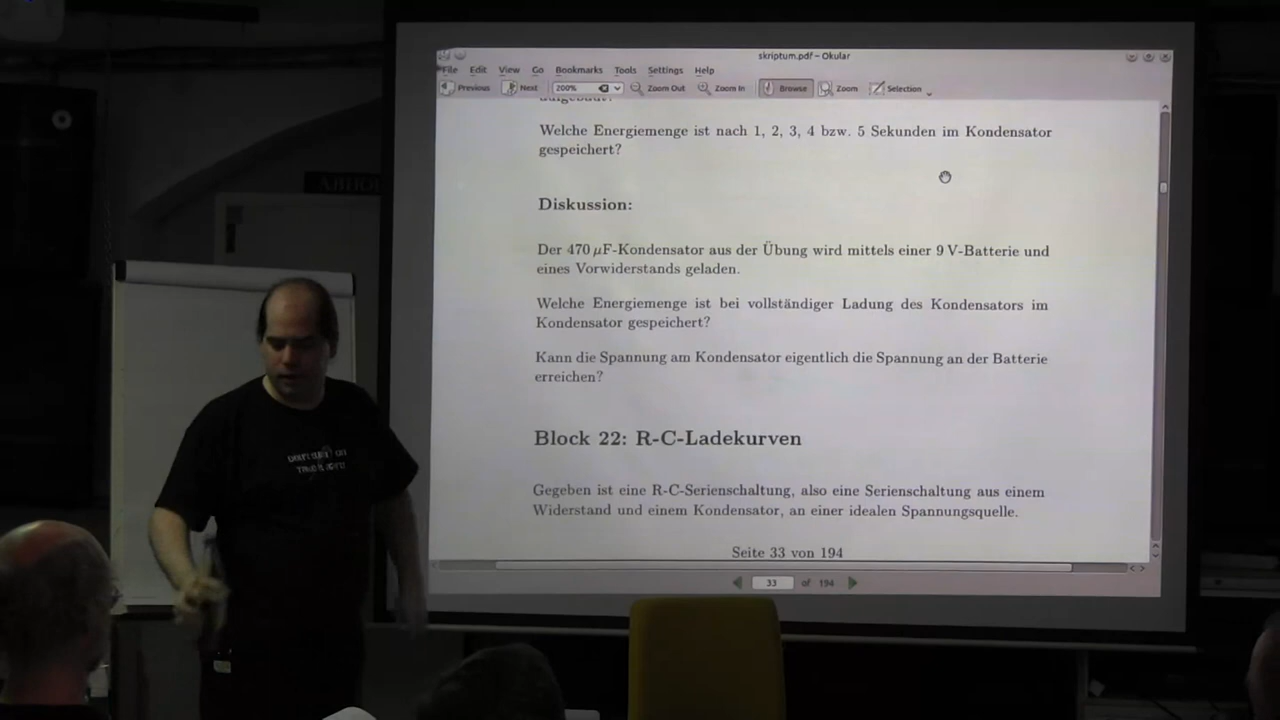 skriptum.pdf – Okular
File Edit View Go Bookmarks Tools Settings Help
Previous Next 200% Zoom Out Zoom In Browse Zoom Selection
aufgebaut?
Welche Energiemenge ist nach 1, 2, 3, 4 bzw. 5 Sekunden im Kondensator
gespeichert?
Diskussion:
Der 470 μF-Kondensator aus der Übung wird mittels einer 9 V-Batterie und
eines Vorwiderstands geladen.
Welche Energiemenge ist bei vollständiger Ladung des Kondensators im
Kondensator gespeichert?
Kann die Spannung am Kondensator eigentlich die Spannung an der Batterie
erreichen?
Block 22: R-C-Ladekurven
Gegeben ist eine R-C-Serienschaltung, also eine Serienschaltung aus einem
Widerstand und einem Kondensator, an einer idealen Spannungsquelle.
Seite 33 von 194
33 of 194